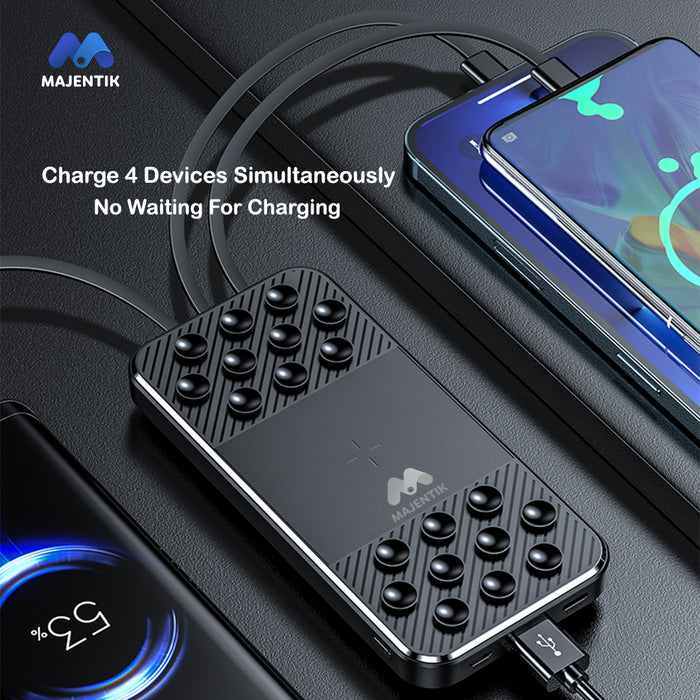 MAJENTIK
Charge 4 Devices Simultaneously
No Waiting For Charging
MAJENTIK
53%